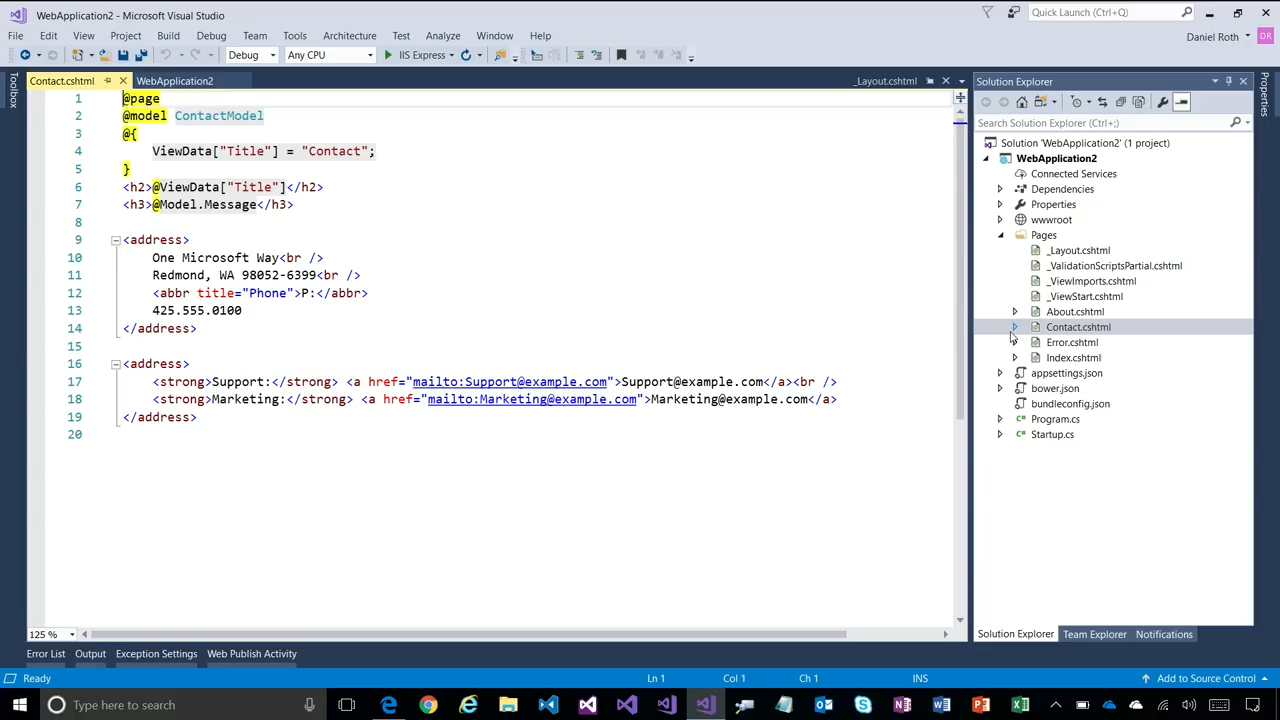 WebApplication2 - Microsoft Visual Studio
Quick Launch (Ctrl+Q)
File Edit View Project Build Debug Team Tools Architecture Test Analyze Window Help
Daniel Roth DR
Debug Any CPU IIS Express
Toolbox
Contact.cshtml WebApplication2 _Layout.cshtml
1 @page
2 @model ContactModel
3 @{
4 ViewData["Title"] = "Contact";
5 }
6 <h2>@ViewData["Title"]</h2>
7 <h3>@Model.Message</h3>
8
9 <address>
10 One Microsoft Way<br />
11 Redmond, WA 98052-6399<br />
12 <abbr title="Phone">P:</abbr>
13 425.555.0100
14 </address>
15
16 <address>
17 <strong>Support:</strong> <a href="mailto:Support@example.com">Support@example.com</a><br />
18 <strong>Marketing:</strong> <a href="mailto:Marketing@example.com">Marketing@example.com</a>
19 </address>
20
125 %
Solution Explorer
Search Solution Explorer (Ctrl+;)
Solution 'WebApplication2' (1 project)
WebApplication2
Connected Services
Dependencies
Properties
wwwroot
Pages
_Layout.cshtml
_ValidationScriptsPartial.cshtml
_ViewImports.cshtml
_ViewStart.cshtml
About.cshtml
Contact.cshtml
Error.cshtml
Index.cshtml
appsettings.json
bower.json
bundleconfig.json
C# Program.cs
C# Startup.cs
Solution Explorer Team Explorer Notifications
Properties
Error List Output Exception Settings Web Publish Activity
Ready Ln 1 Col 1 Ch 1 INS Add to Source Control
Type here to search